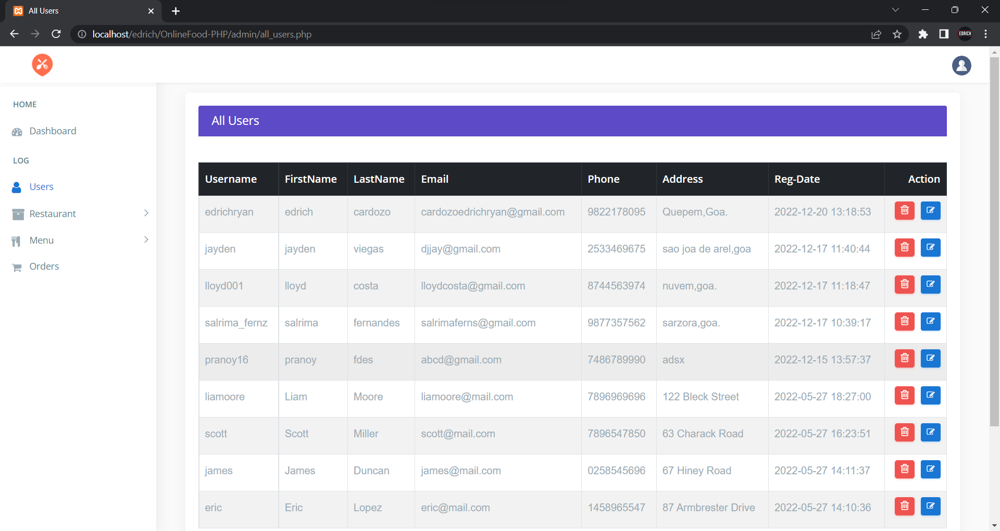 All Users
localhost/edrich/OnlineFood-PHP/admin/all_users.php
EDRICH
HOME
Dashboard
LOG
Users
Restaurant
Menu
Orders
All Users
Username FirstName LastName Email Phone Address Reg-Date Action
edrichryan edrich cardozo cardozoedrichryan@gmail.com 9822178095 Quepem,Goa. 2022-12-20 13:18:53
jayden jayden viegas djjay@gmail.com 2533469675 sao joa de arel,goa 2022-12-17 11:40:44
lloyd001 lloyd costa lloydcosta@gmail.com 8744563974 nuvem,goa. 2022-12-17 11:18:47
salrima_fernz salrima fernandes salrimaferns@gmail.com 9877357562 sarzora,goa. 2022-12-17 10:39:17
pranoy16 pranoy fdes abcd@gmail.com 7486789990 adsx 2022-12-15 13:57:37
liamoore Liam Moore liamoore@mail.com 7896969696 122 Bleck Street 2022-05-27 18:27:00
scott Scott Miller scott@mail.com 7896547850 63 Charack Road 2022-05-27 16:23:51
james James Duncan james@mail.com 0258545696 67 Hiney Road 2022-05-27 14:11:37
eric Eric Lopez eric@mail.com 1458965547 87 Armbrester Drive 2022-05-27 14:10:36